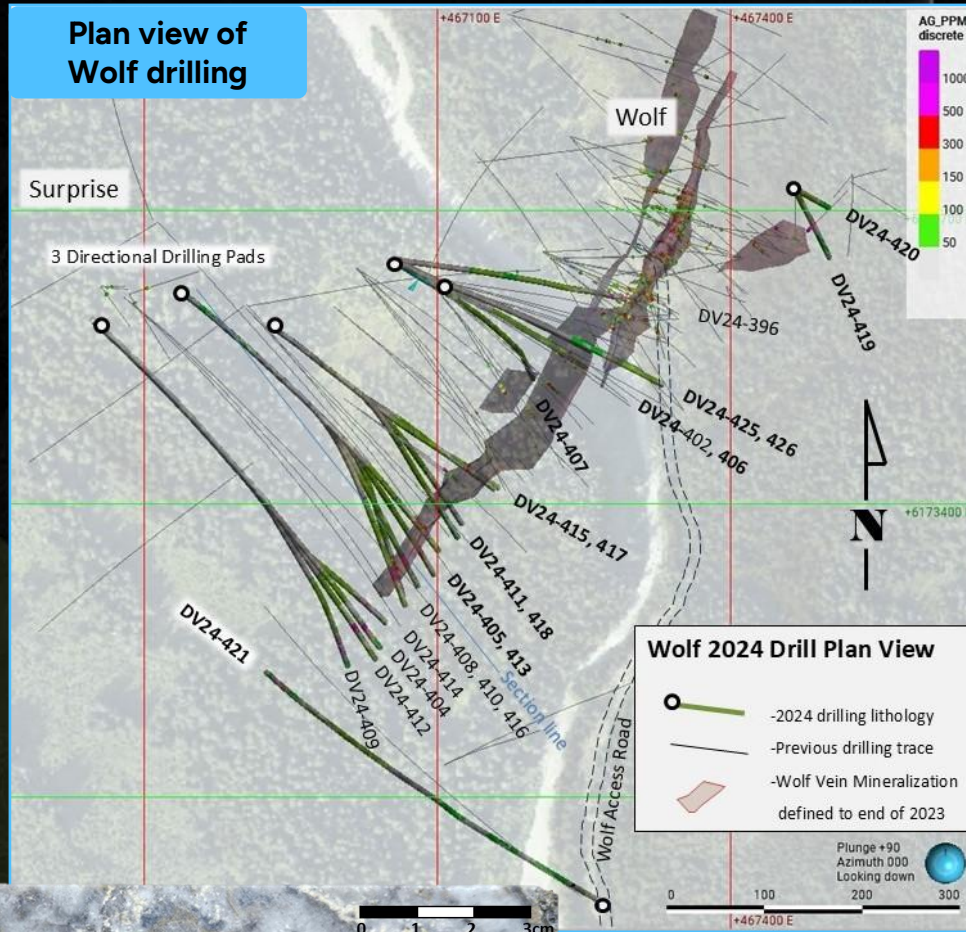 Plan view of
Wolf drilling
+467100 E
+467400 E
AG_PPM
discrete
1000
500
300
150
100
50
Wolf
Surprise
3 Directional Drilling Pads
DV24-420
DV24-419
DV24-396
DV24-425, 426
DV24-402, 406
DV24-407
DV24-415, 417
DV24-411, 418
DV24-405, 413
DV24-408, 410, 416
DV24-414
DV24-404
DV24-412
DV24-409
DV24-421
Section line
+6173400
N
Wolf Access Road
Wolf 2024 Drill Plan View
-2024 drilling lithology
-Previous drilling trace
-Wolf Vein Mineralization
defined to end of 2023
Plunge +90
Azimuth 000
Looking down
0 100 200 300
+467400 E
0 1 2 3cm